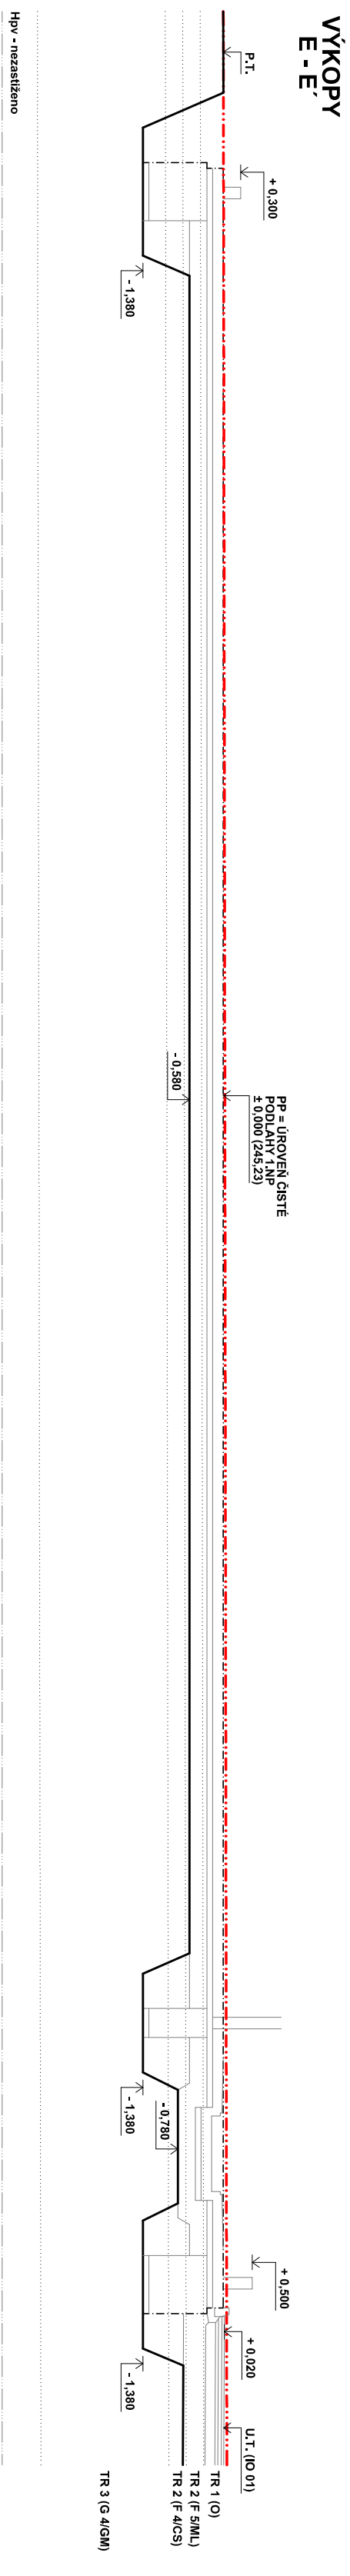 VÝKOPY
E - E´
P.T.
+ 0,300
- 1,380
PP = ÚROVEŇ ČISTÉ
PODLAHY 1.NP
± 0,000 (245,23)
- 0,580
- 1,380
- 0,780
+ 0,500
+ 0,020
- 1,380
U.T. (IO 01)
TR 1 (O)
TR 2 (F 5/ML)
TR 2 (F 4/CS)
TR 3 (G 4/GM)
Hpv - nezastiženo